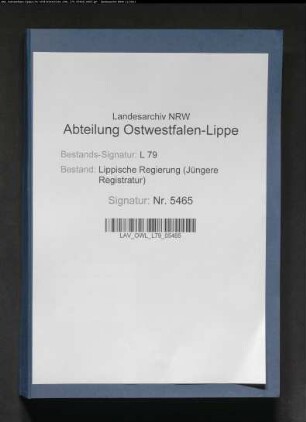 Landesarchiv NRW
Abteilung Ostwestfalen-Lippe
Bestands-Signatur: L 79
Bestand: Lippische Regierung (Jüngere
Registratur)
Signatur: Nr. 5465
LAV_OWL_L79_05465